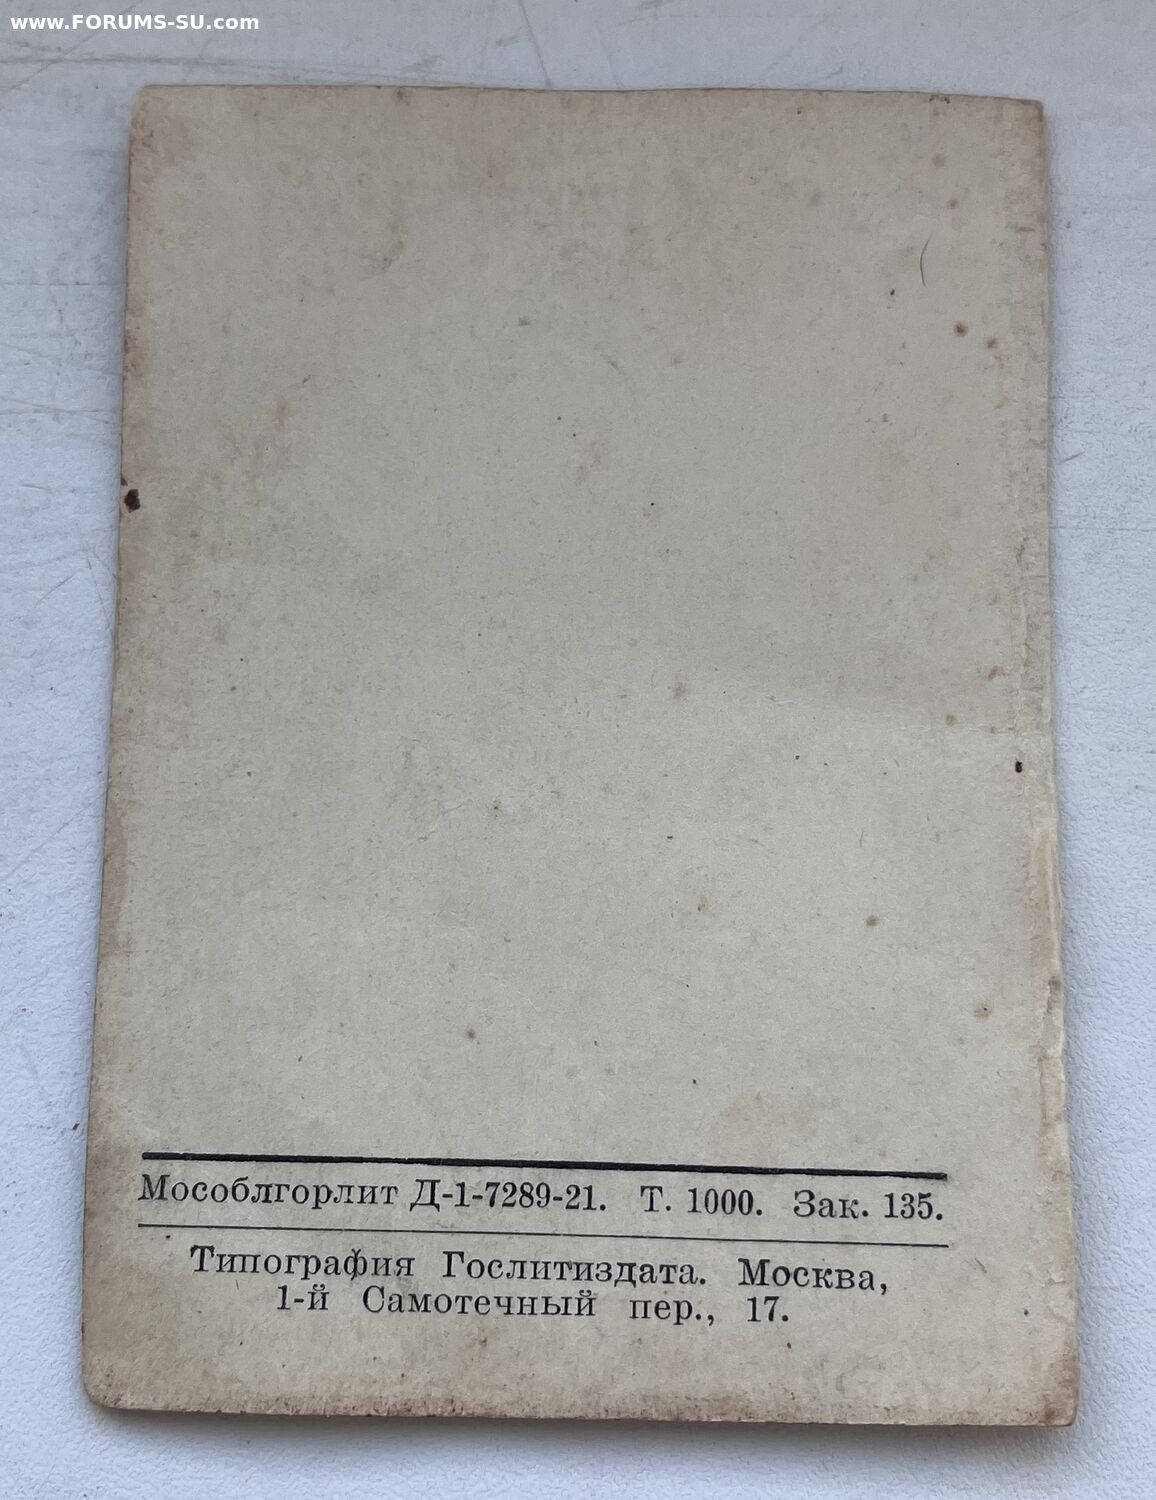 www.FORUMS-SU.com
Мособлгорлит Д-1-7289-21. Т. 1000. Зак. 135.
Типография Гослитиздата. Москва,
1-й Самотечный пер., 17.